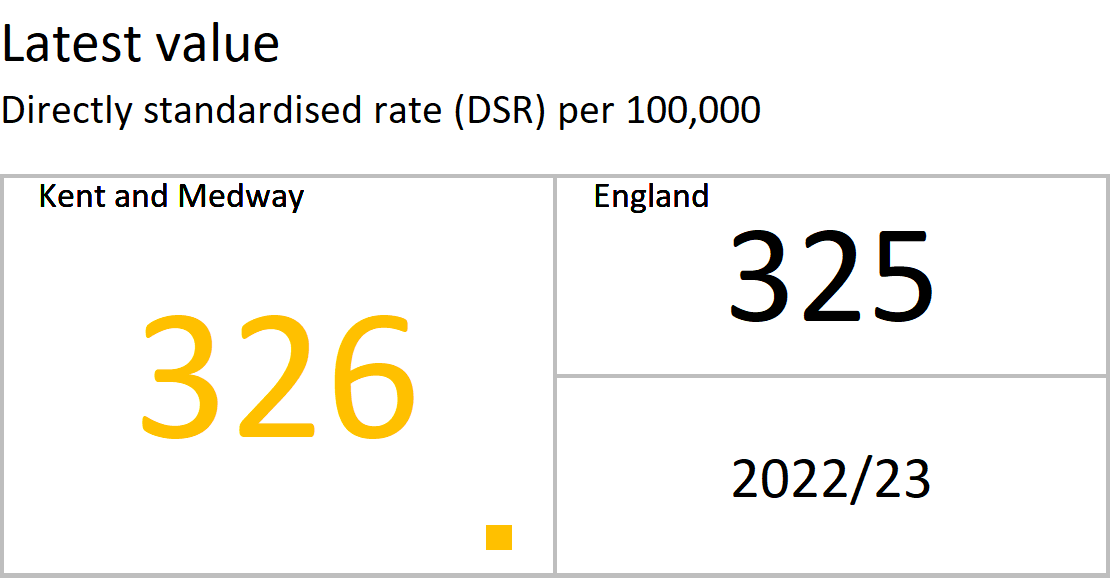 Latest value
Directly standardised rate (DSR) per 100,000
Kent and Medway
326
England
325
2022/23